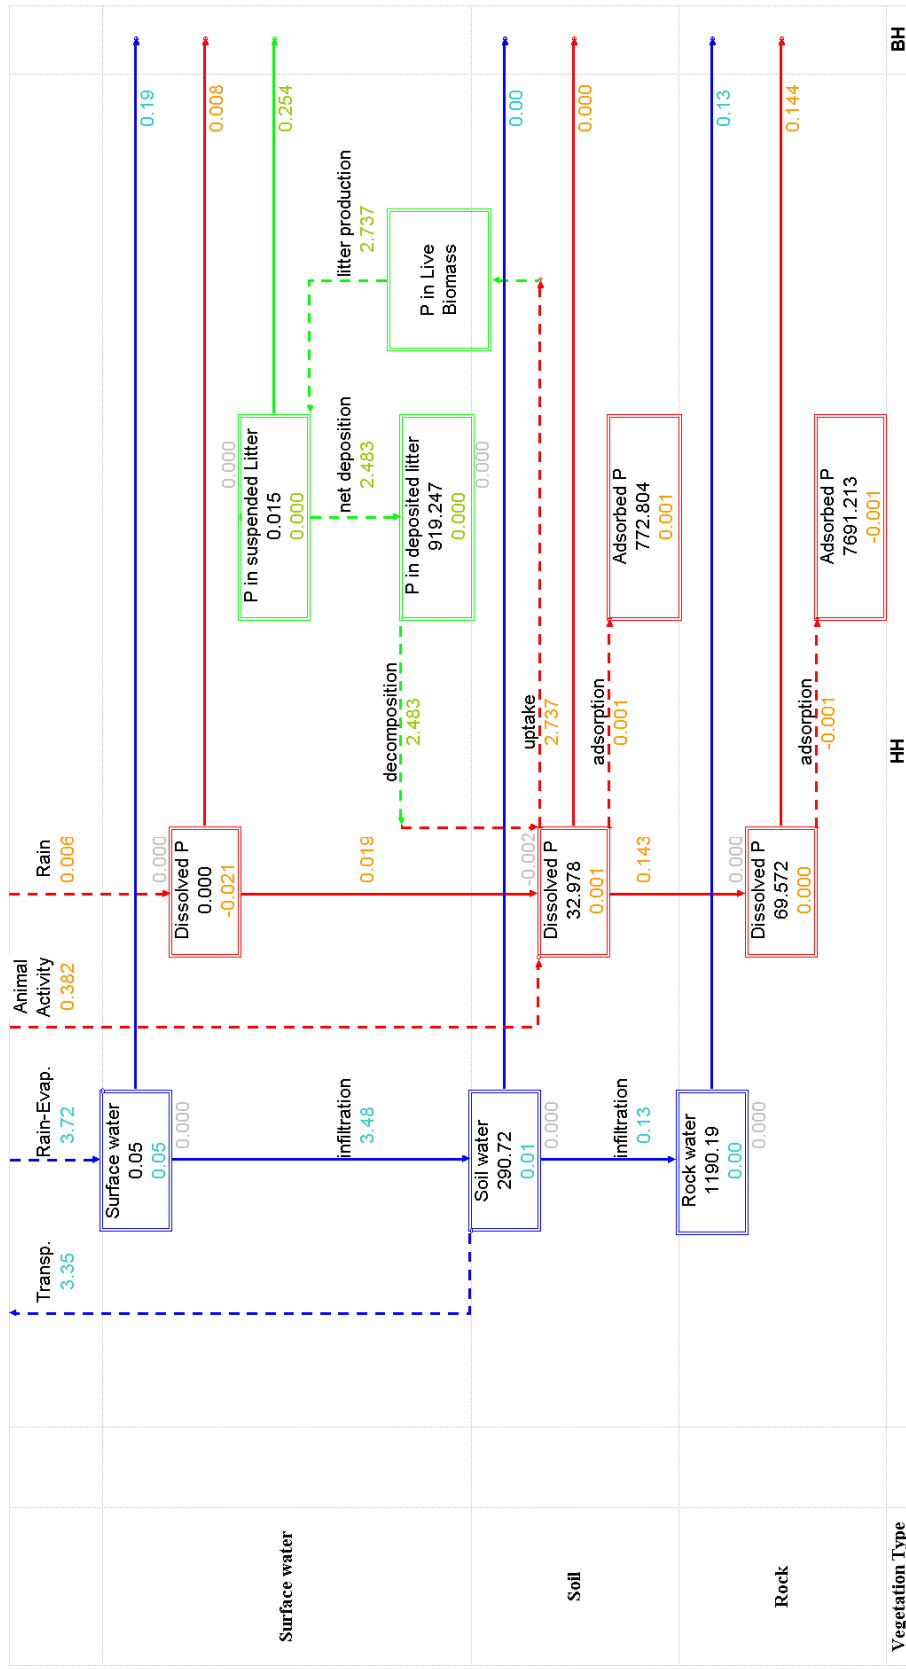 Transp.
3.35
Rain-Evap.
3.72
Animal
Activity
0.382
Rain
0.006
Surface water
Surface water
0.05
0.05
0.000
0.19
0.000
Dissolved P
0.000
-0.021
0.008
0.000
P in suspended Litter
0.015
0.000
0.254
infiltration
3.48
0.019
net deposition
2.483
litter production
2.737
decomposition
2.483
P in deposited litter
919.247
0.000
0.000
P in Live
Biomass
Soil
Soil water
290.72
0.01
0.000
0.00
-0.002
Dissolved P
32.978
0.001
uptake
2.737
0.000
adsorption
0.001
Adsorbed P
772.804
0.001
infiltration
0.13
0.143
Rock
Rock water
1190.19
0.00
0.000
0.13
0.000
Dissolved P
69.572
0.000
0.144
adsorption
-0.001
Adsorbed P
7691.213
-0.001
Vegetation Type
HH
BH